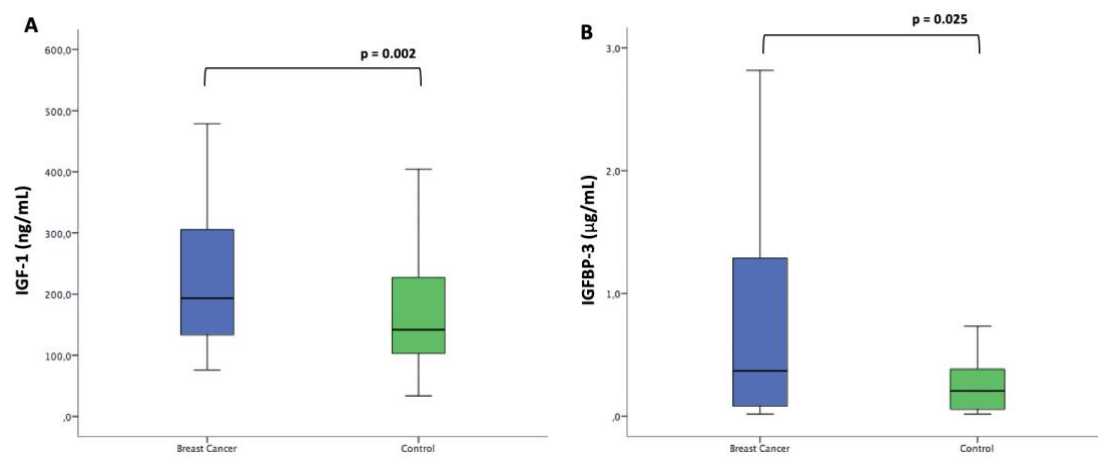 A
p = 0.002
600,0
500,0
400,0
300,0
200,0
100,0
,0
IGF-1 (ng/mL)
Breast Cancer
Control
B
p = 0.025
3,0
2,0
1,0
,0
IGFBP-3 (μg/mL)
Breast Cancer
Control